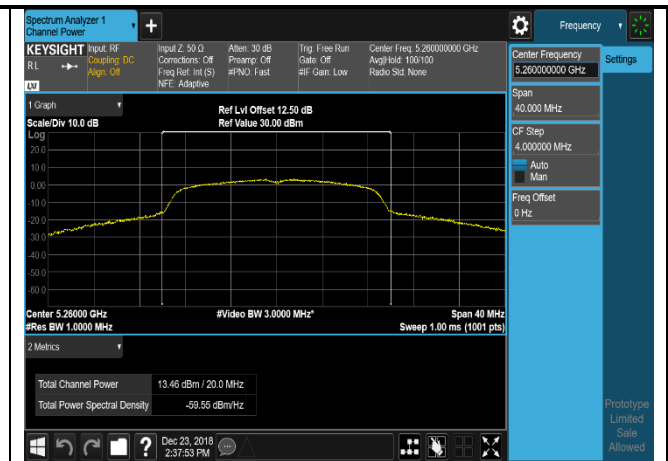 Spectrum Analyzer 1
Channel Power
+
Frequency
KEYSIGHT
R L
LXI
Input: RF
Coupling: DC
Align: Off
Input Z: 50 Ω
Corrections: Off
Freq Ref: Int (S)
NFE: Adaptive
Atten: 30 dB
Preamp: Off
#PNO: Fast
Trig: Free Run
Gate: Off
#IF Gain: Low
Center Freq: 5.260000000 GHz
Avg|Hold: 100/100
Radio Std: None
Center Frequency
5.260000000 GHz
Settings
Span
40.000 MHz
CF Step
4.000000 MHz
Auto
Man
Freq Offset
0 Hz
1 Graph
Scale/Div 10.0 dB
Ref Lvl Offset 12.50 dB
Ref Value 30.00 dBm
Log
20.0
10.0
0.00
-10.0
-20.0
-30.0
-40.0
-50.0
-60.0
Center 5.26000 GHz
#Video BW 3.0000 MHz*
Span 40 MHz
#Res BW 1.0000 MHz
Sweep 1.00 ms (1001 pts)
2 Metrics
Total Channel Power 13.46 dBm / 20.0 MHz
Total Power Spectral Density -59.55 dBm/Hz
Prototype
Limited
Sale
Allowed
?
Dec 23, 2018
2:37:53 PM